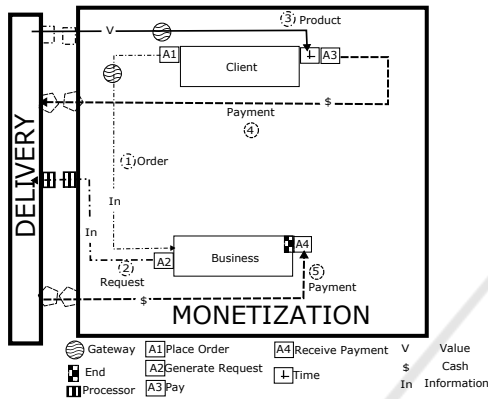 3 Product
V
A1
Client
A3
$
Payment
4
DELIVERY
1 Order
In
In
A2
Business
A4
2
Request
5
Payment
$
MONETIZATION
Gateway
A1 Place Order
A4 Receive Payment
V Value
End
A2 Generate Request
$ Cash
Processor
A3 Pay
Time
In Information